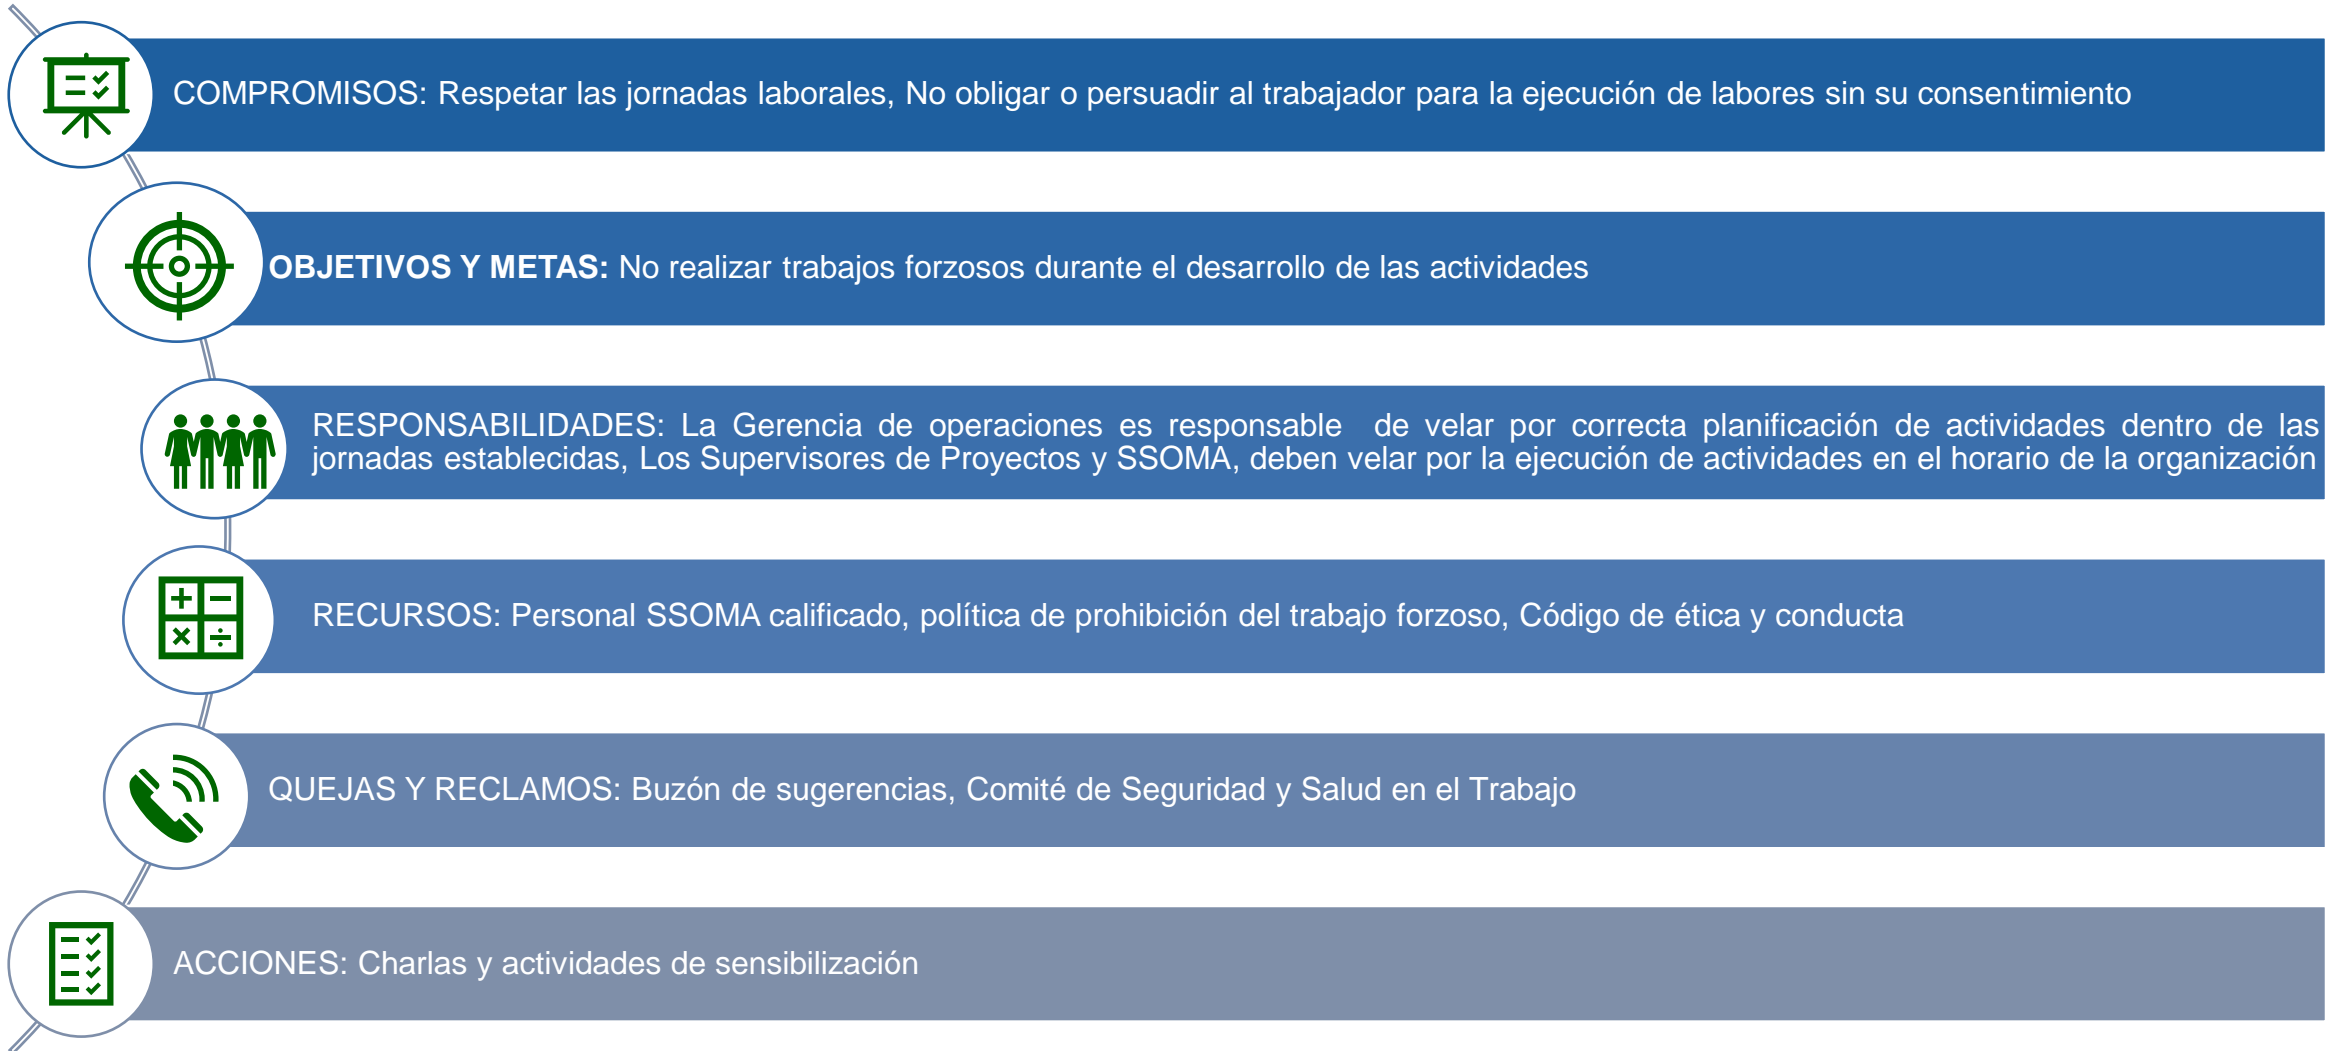 COMPROMISOS: Respetar las jornadas laborales, No obligar o persuadir al trabajador para la ejecución de labores sin su consentimiento
OBJETIVOS Y METAS: No realizar trabajos forzosos durante el desarrollo de las actividades
RESPONSABILIDADES: La Gerencia de operaciones es responsable de velar por correcta planificación de actividades dentro de las
jornadas establecidas, Los Supervisores de Proyectos y SSOMA, deben velar por la ejecución de actividades en el horario de la organización
RECURSOS: Personal SSOMA calificado, política de prohibición del trabajo forzoso, Código de ética y conducta
QUEJAS Y RECLAMOS: Buzón de sugerencias, Comité de Seguridad y Salud en el Trabajo
ACCIONES: Charlas y actividades de sensibilización